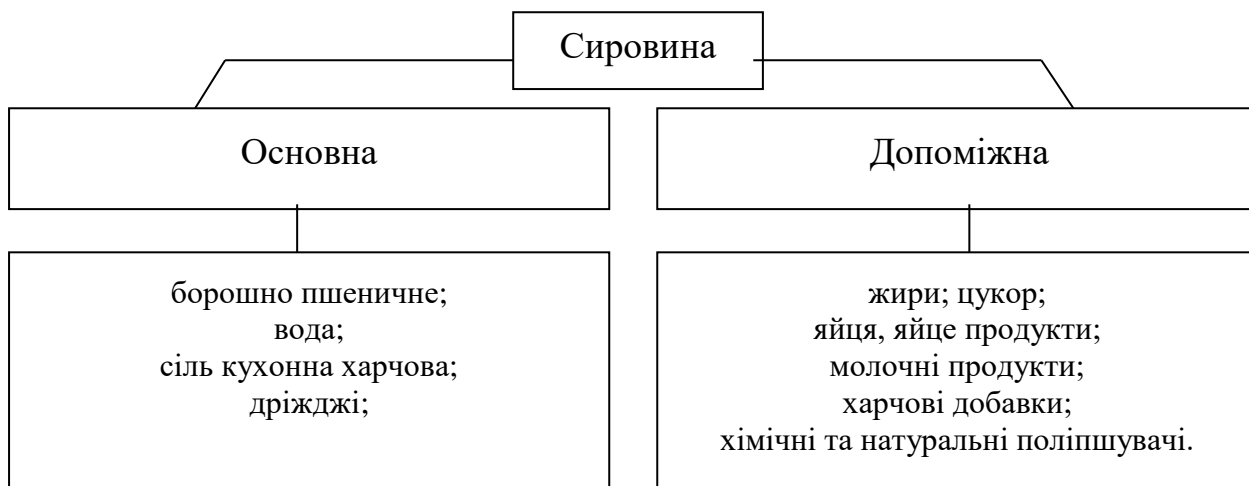 Сировина
Основна
Допоміжна
борошно пшеничне;
вода;
сіль кухонна харчова;
дріжджі;
жири; цукор;
яйця, яйце продукти;
молочні продукти;
харчові добавки;
хімічні та натуральні поліпшувачі.